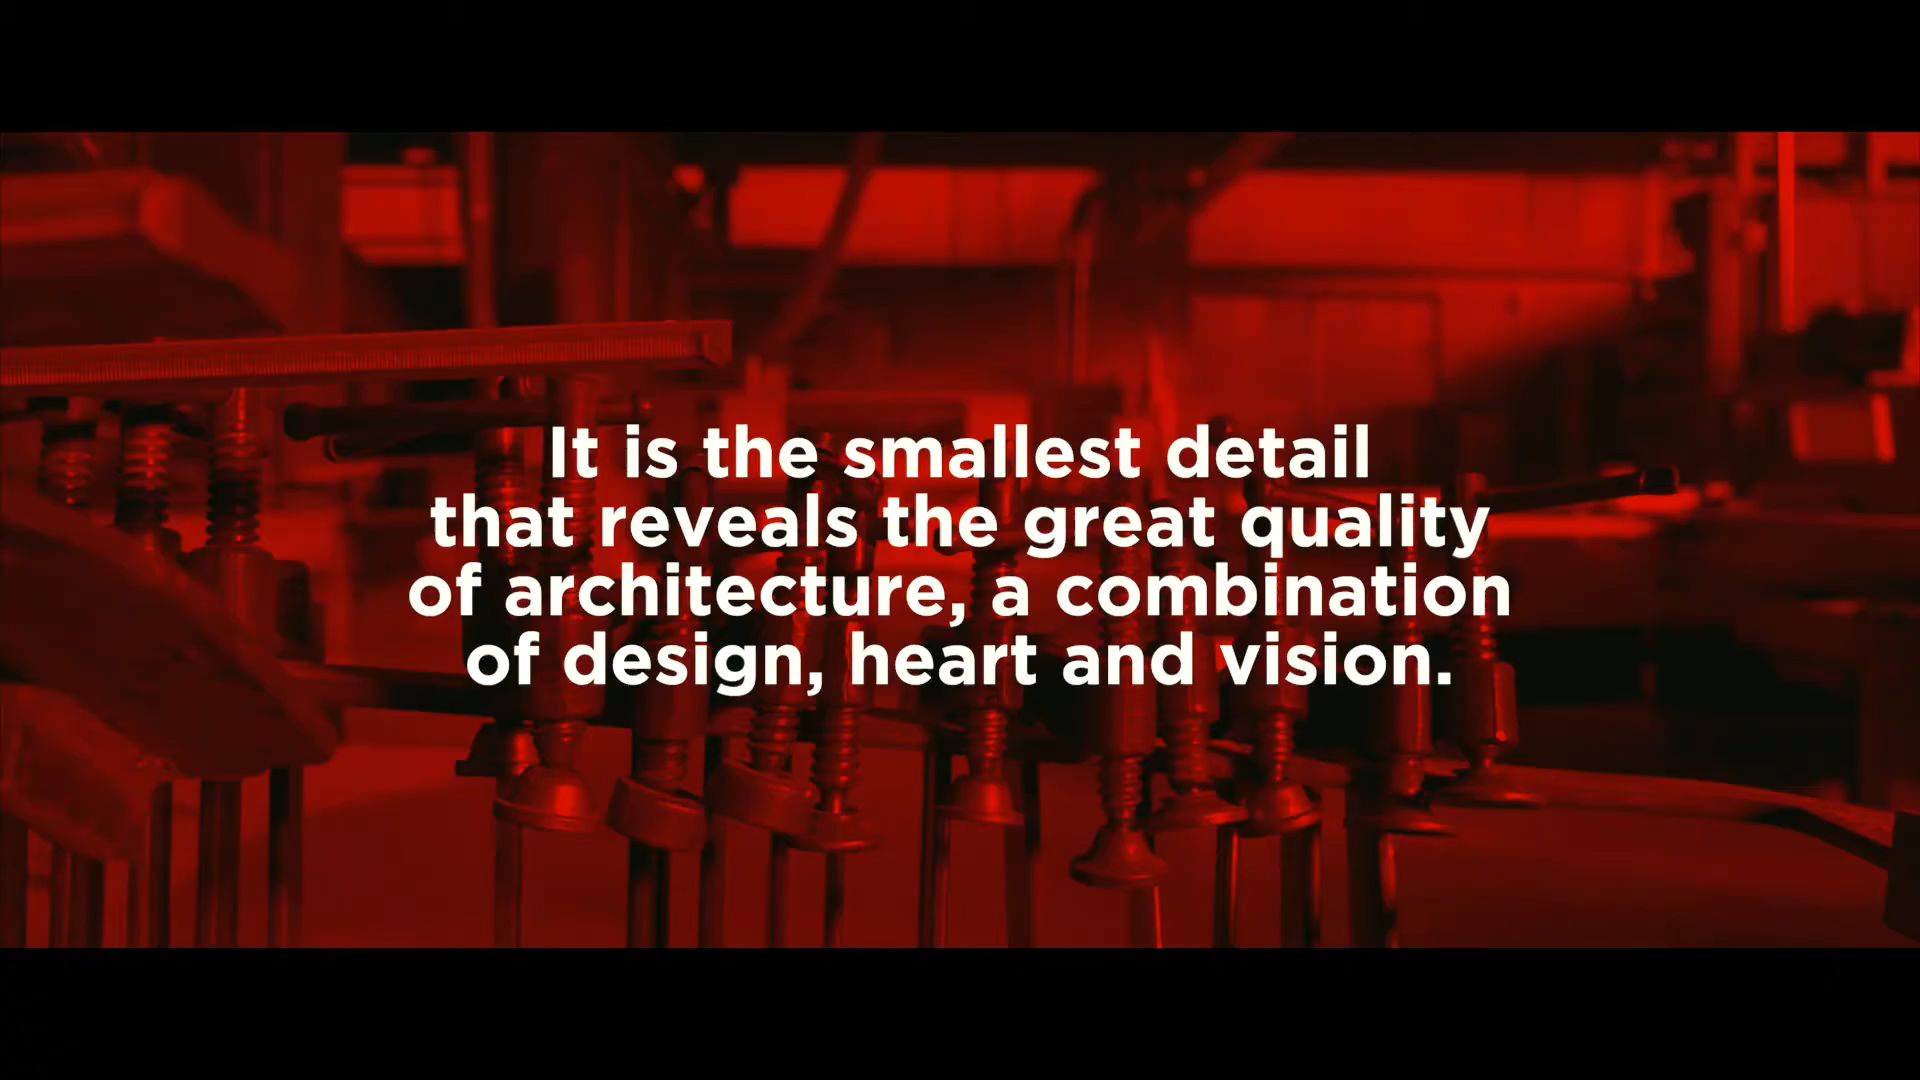 It is the smallest detail
that reveals the great quality
of architecture, a combination
of design, heart and vision.